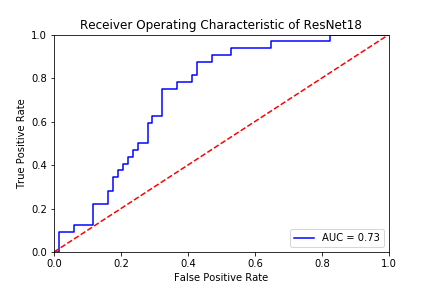 Receiver Operating Characteristic of ResNet18
1.0
0.8
0.6
0.4
0.2
0.0
True Positive Rate
AUC = 0.73
0.0 0.2 0.4 0.6 0.8 1.0
False Positive Rate